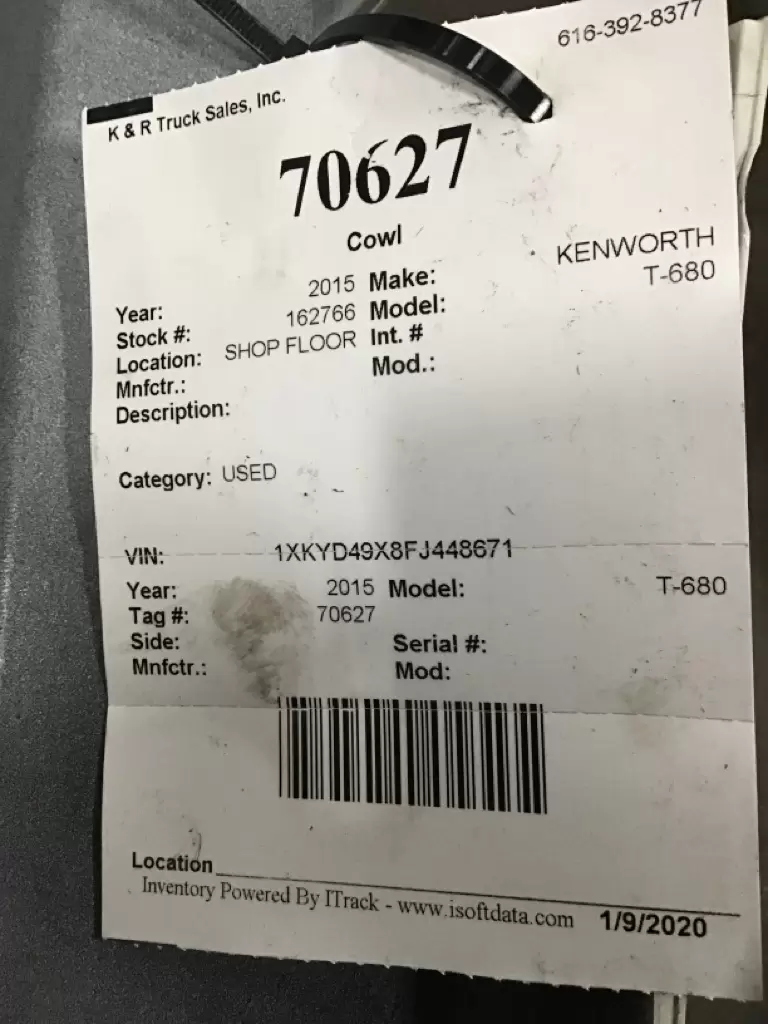 616-392-8377
K & R Truck Sales, Inc.
70627
Cowl
Year: 2015 Make: KENWORTH
Stock #: 162766 Model: T-680
Location: SHOP FLOOR Int. #
Mnfctr.: Mod.:
Description:
Category: USED
VIN: 1XKYD49X8FJ448671
Year: 2015 Model: T-680
Tag #: 70627
Side: Serial #:
Mnfctr.: Mod:
Location
Inventory Powered By ITrack - www.isoftdata.com 1/9/2020